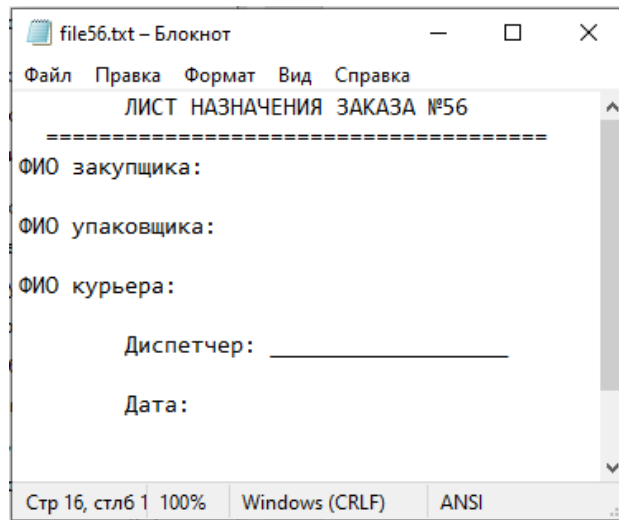 file56.txt – Блокнот
Файл Правка Формат Вид Справка
ЛИСТ НАЗНАЧЕНИЯ ЗАКАЗА №56
======================================
ФИО закупщика:
ФИО упаковщика:
ФИО курьера:
Диспетчер: __________________
Дата:
Стр 16, стлб 1 100% Windows (CRLF) ANSI